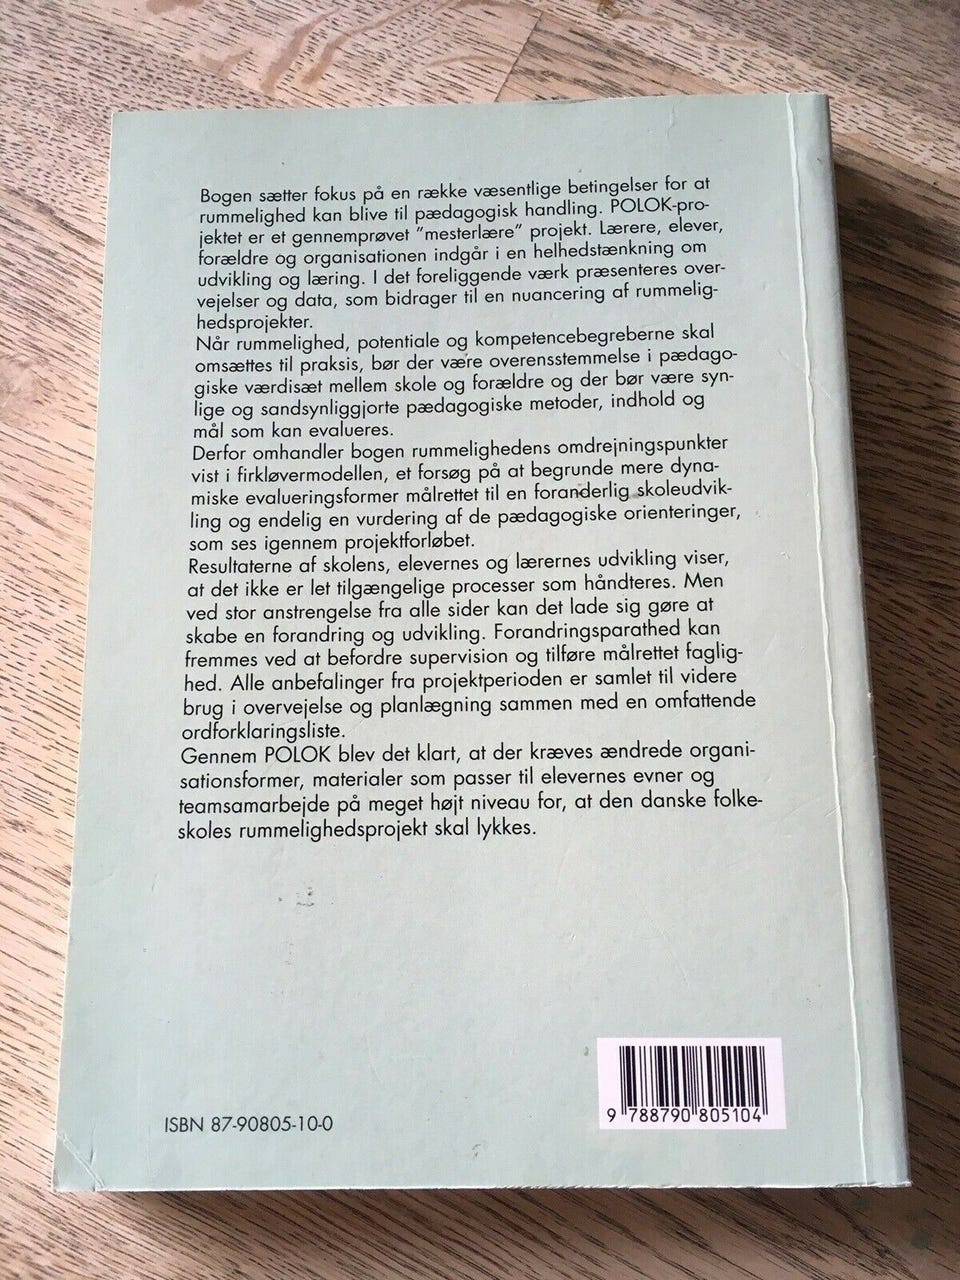 Bogen sætter fokus på en række væsentlige betingelser for at
rummelighed kan blive til pædagogisk handling. POLOK-pro-
jektet er et gennemprøvet "mesterlære" projekt. Lærere, elever,
forældre og organisationen indgår i en helhedstænkning om
udvikling og læring. I det foreliggende værk præsenteres over-
vejelser og data, som bidrager til en nuancering af rummelig-
hedsprojekter.
Når rummelighed, potentiale og kompetencebegreberne skal
omsættes til praksis, bør der være overensstemmelse i pædago-
giske værdisæt mellem skole og forældre og der bør være syn-
lige og sandsynliggjorte pædagogiske metoder, indhold og
mål som kan evalueres.
Derfor omhandler bogen rummelighedens omdrejningspunkter
vist i firkløvermodellen, et forsøg på at begrunde mere dyna-
miske evalueringsformer målrettet til en foranderlig skoleudvik-
ling og endelig en vurdering af de pædagogiske orienteringer,
som ses igennem projektforløbet.
Resultaterne af skolens, elevernes og lærernes udvikling viser,
at det ikke er let tilgængelige processer som håndteres. Men
ved stor anstrengelse fra alle sider kan det lade sig gøre at
skabe en forandring og udvikling. Forandringsparathed kan
fremmes ved at befordre supervision og tilføre målrettet faglig-
hed. Alle anbefalinger fra projektperioden er samlet til videre
brug i overvejelse og planlægning sammen med en omfattende
ordforklaringsliste.
Gennem POLOK blev det klart, at der kræves ændrede organi-
sationsformer, materialer som passer til elevernes evner og
teamsamarbejde på meget højt niveau for, at den danske folke-
skoles rummelighedsprojekt skal lykkes.
ISBN 87-90805-10-0
9 788790 805104